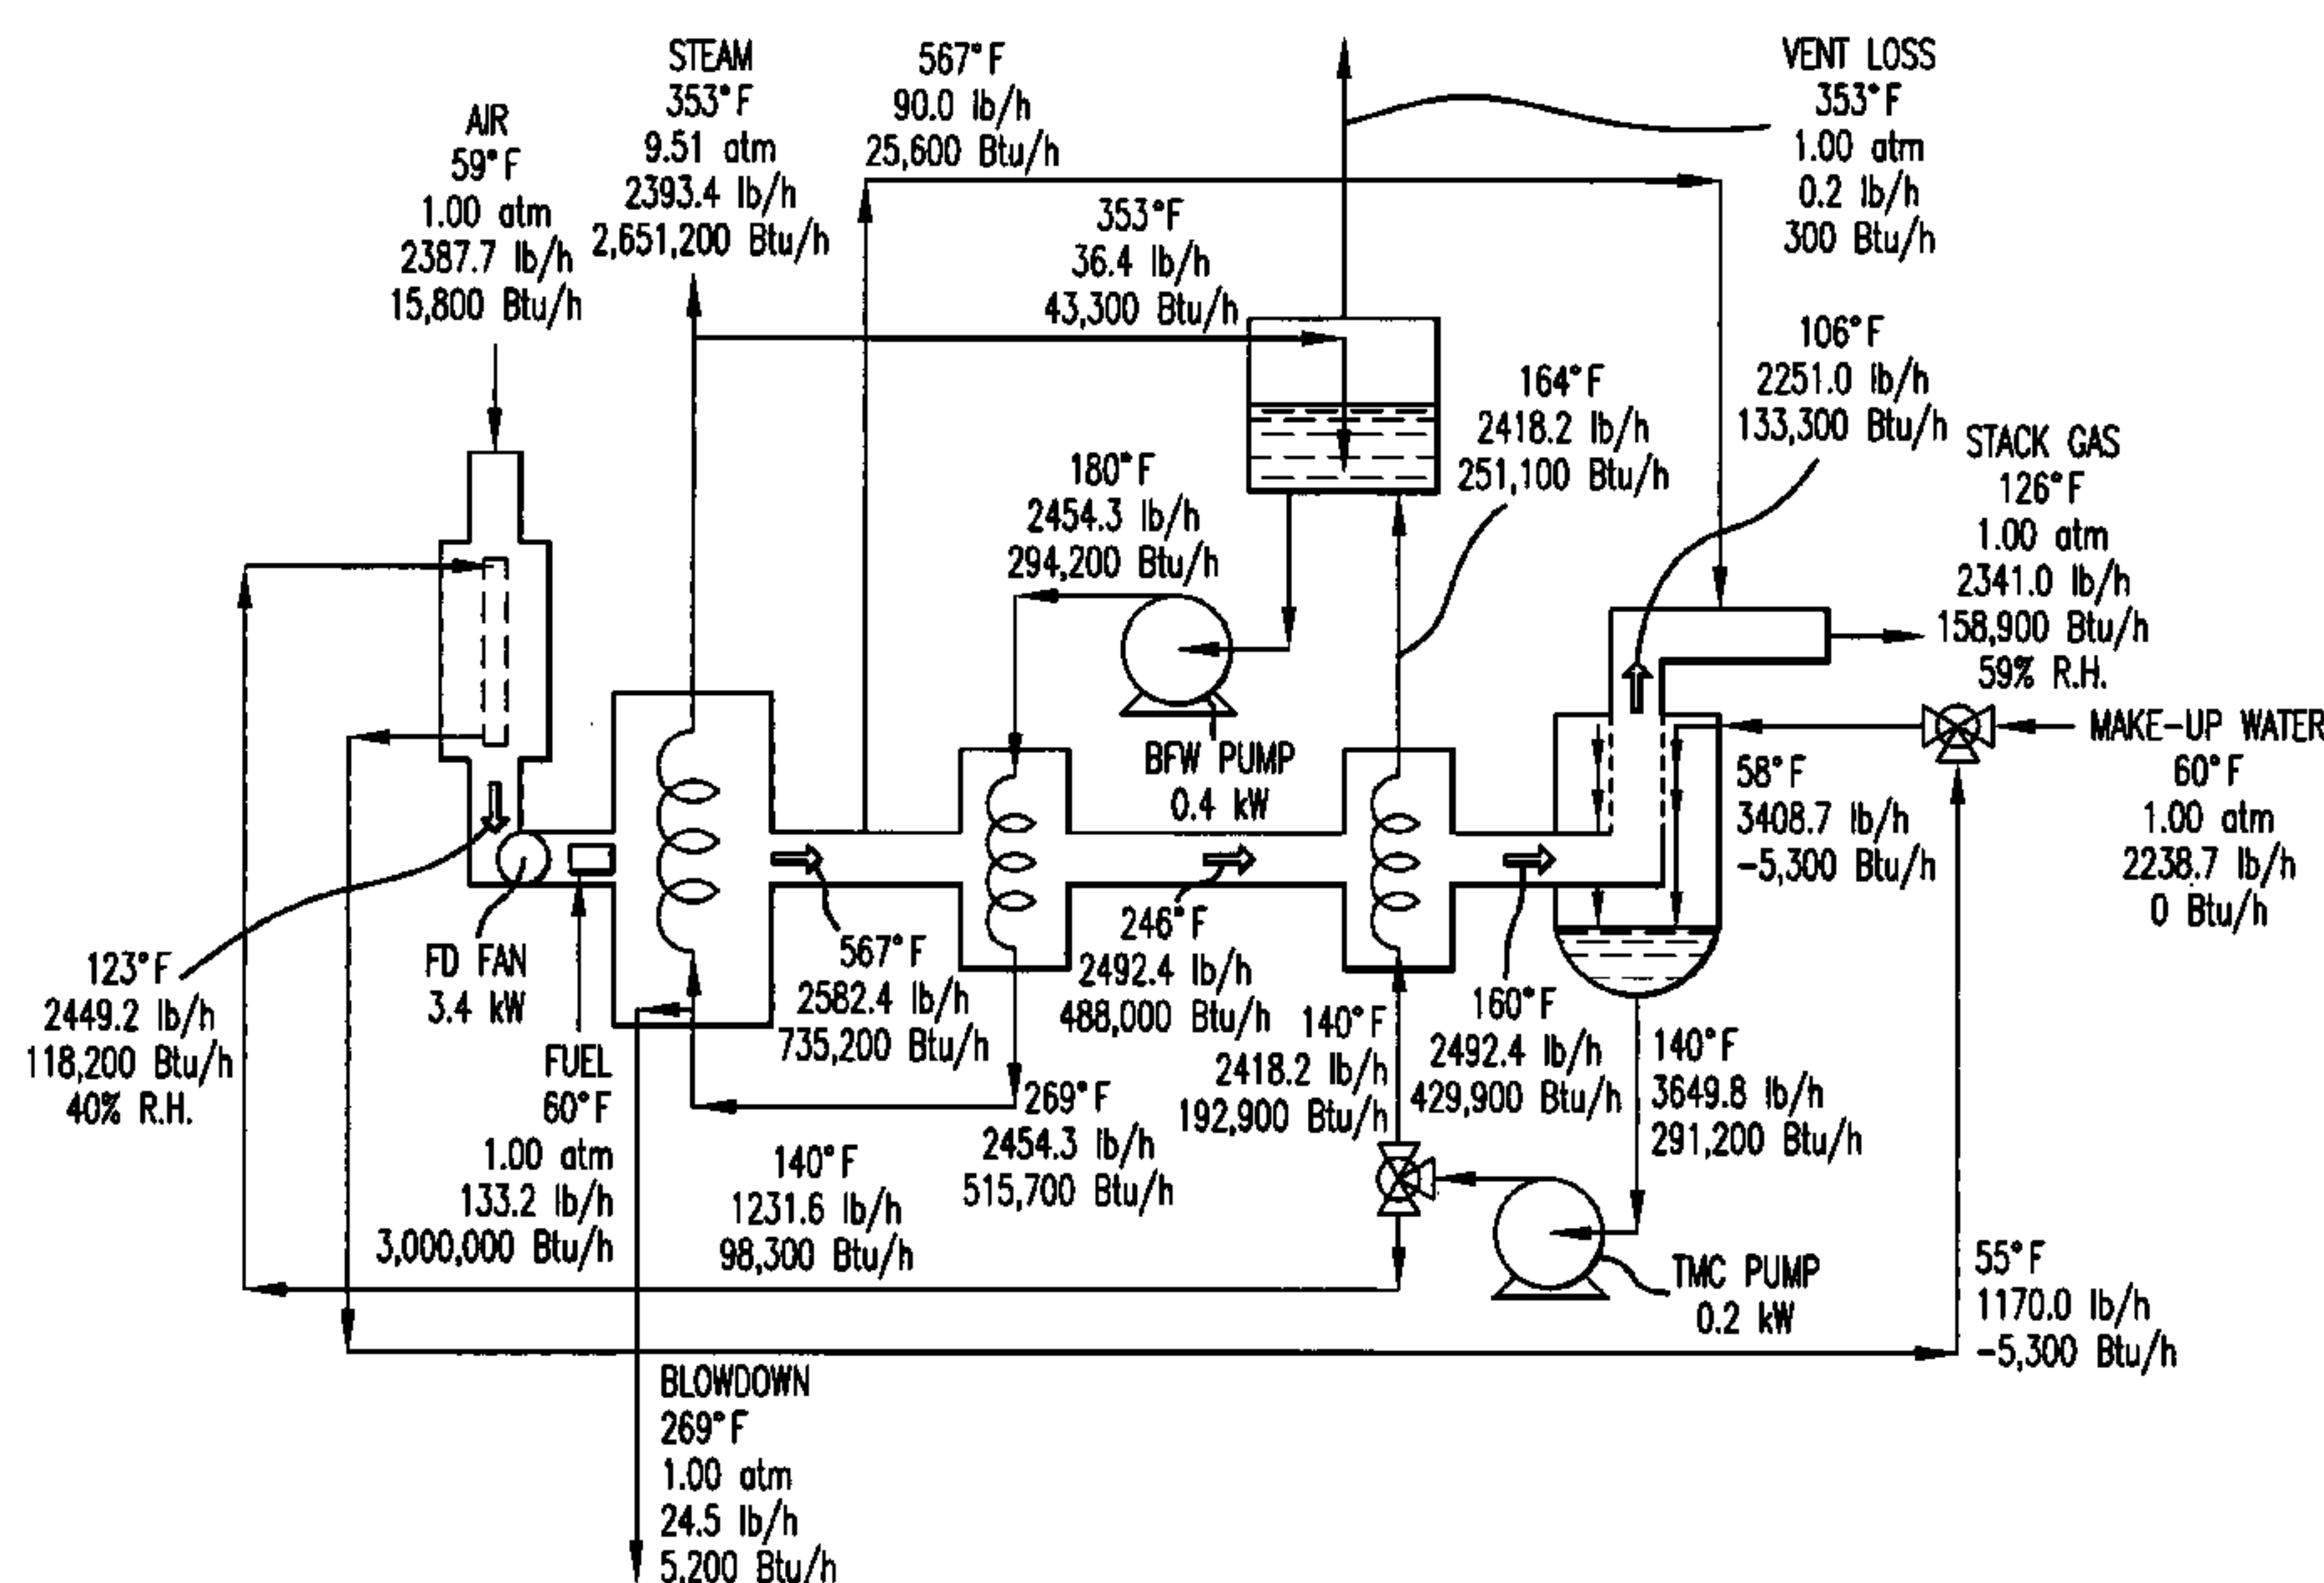 STEAM
353°F
9.51 atm
2393.4 lb/h
2,651,200 Btu/h
567°F
90.0 lb/h
25,600 Btu/h
VENT LOSS
353°F
1.00 atm
0.2 lb/h
300 Btu/h
AIR
59°F
1.00 atm
2387.7 lb/h
15,800 Btu/h
353°F
36.4 lb/h
43,300 Btu/h
106°F
2251.0 lb/h
133,300 Btu/h
164°F
2418.2 lb/h
251,100 Btu/h
STACK GAS
126°F
1.00 atm
2341.0 lb/h
158,900 Btu/h
59% R.H.
180°F
2454.3 lb/h
294,200 Btu/h
MAKE-UP WATER
60°F
1.00 atm
2238.7 lb/h
0 Btu/h
BFW PUMP
0.4 kW
58°F
3408.7 lb/h
-5,300 Btu/h
123°F
2449.2 lb/h
118,200 Btu/h
40% R.H.
FD FAN
3.4 kW
567°F
2582.4 lb/h
735,200 Btu/h
246°F
2492.4 lb/h
488,000 Btu/h
140°F
2418.2 lb/h
192,900 Btu/h
160°F
2492.4 lb/h
429,900 Btu/h
140°F
3649.8 lb/h
291,200 Btu/h
FUEL
60°F
1.00 atm
133.2 lb/h
3,000,000 Btu/h
140°F
1231.6 lb/h
98,300 Btu/h
269°F
2454.3 lb/h
515,700 Btu/h
TMC PUMP
0.2 kW
55°F
1170.0 lb/h
-5,300 Btu/h
BLOWDOWN
269°F
1.00 atm
24.5 lb/h
5,200 Btu/h